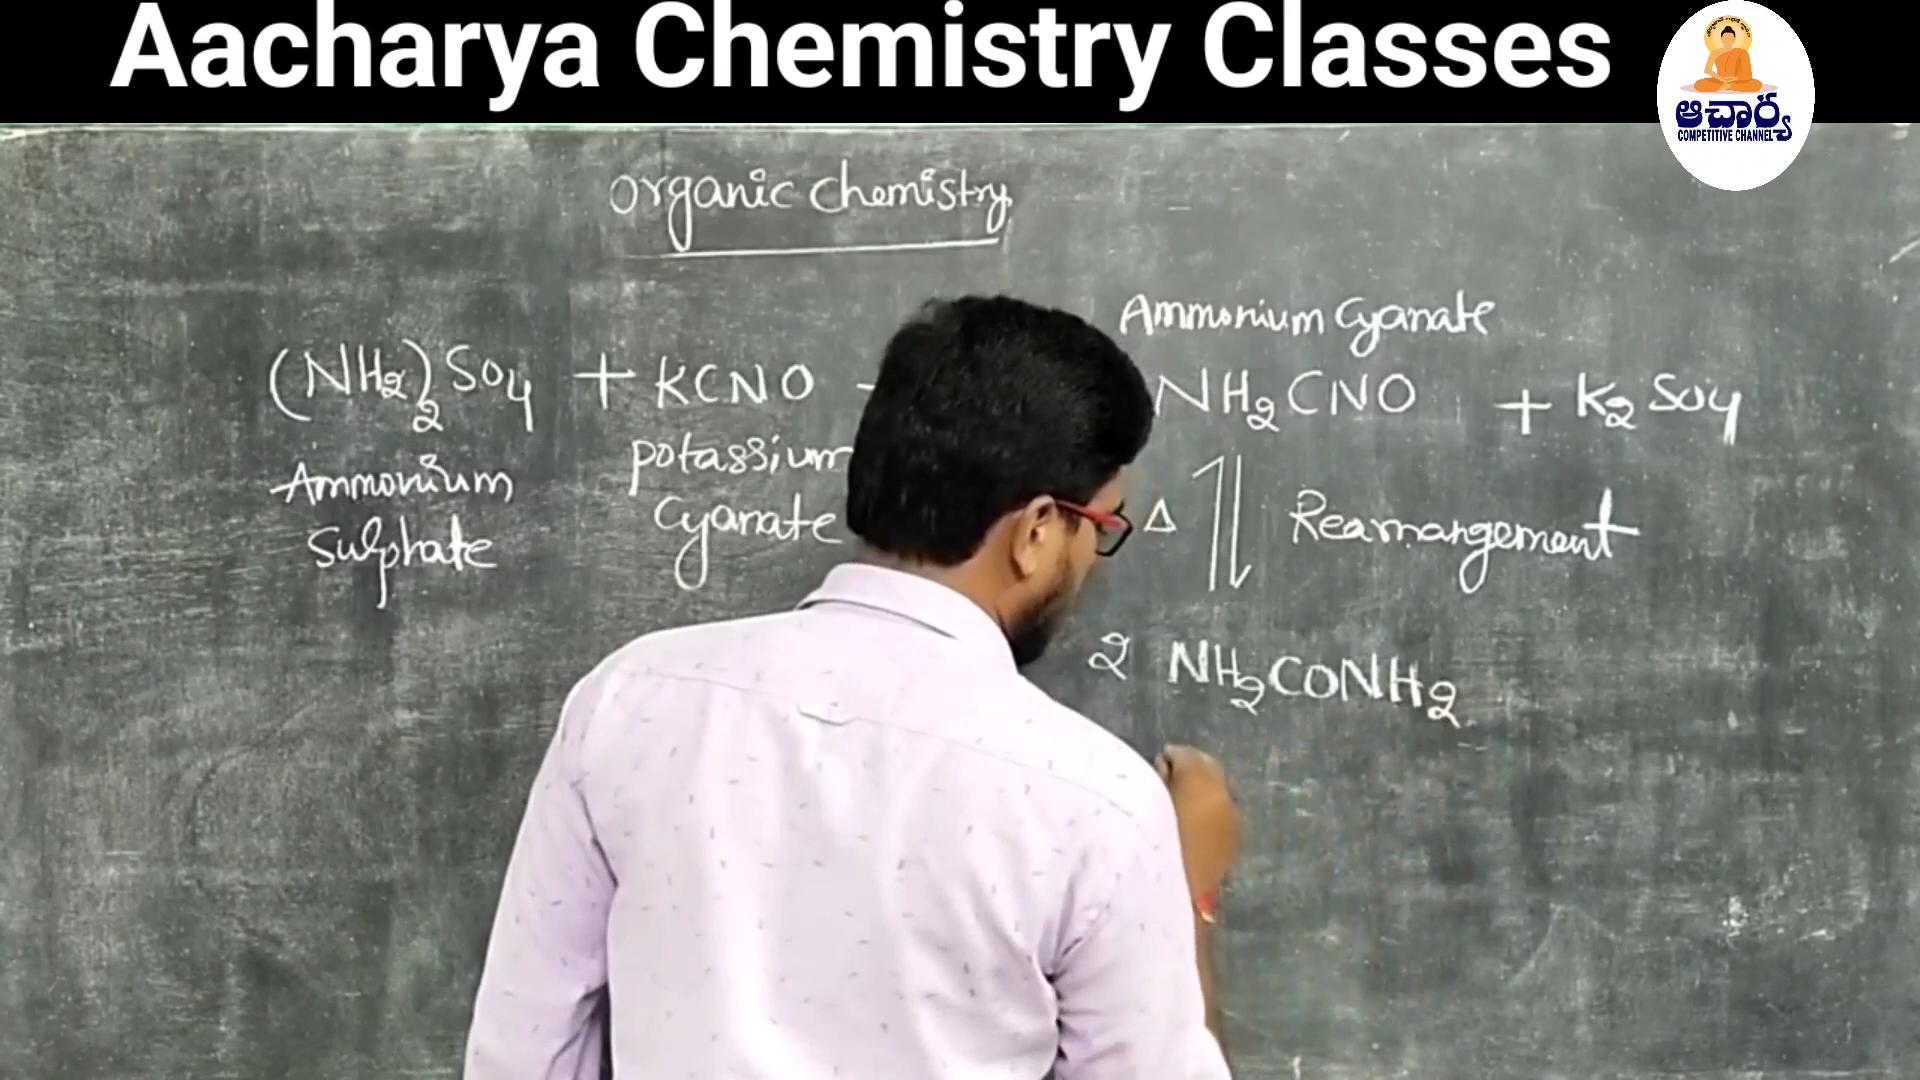 Aacharya Chemistry Classes
ఆచార్య
COMPETITIVE CHANNEL
Organic Chemistry
Ammonium Cyanate
(NH2)2SO4 + KCNO - NH2CNO + K2SO4
Ammonium Sulphate
potassium Cyanate
Δ ⥮ Rearrangement
2 NH2CONH2